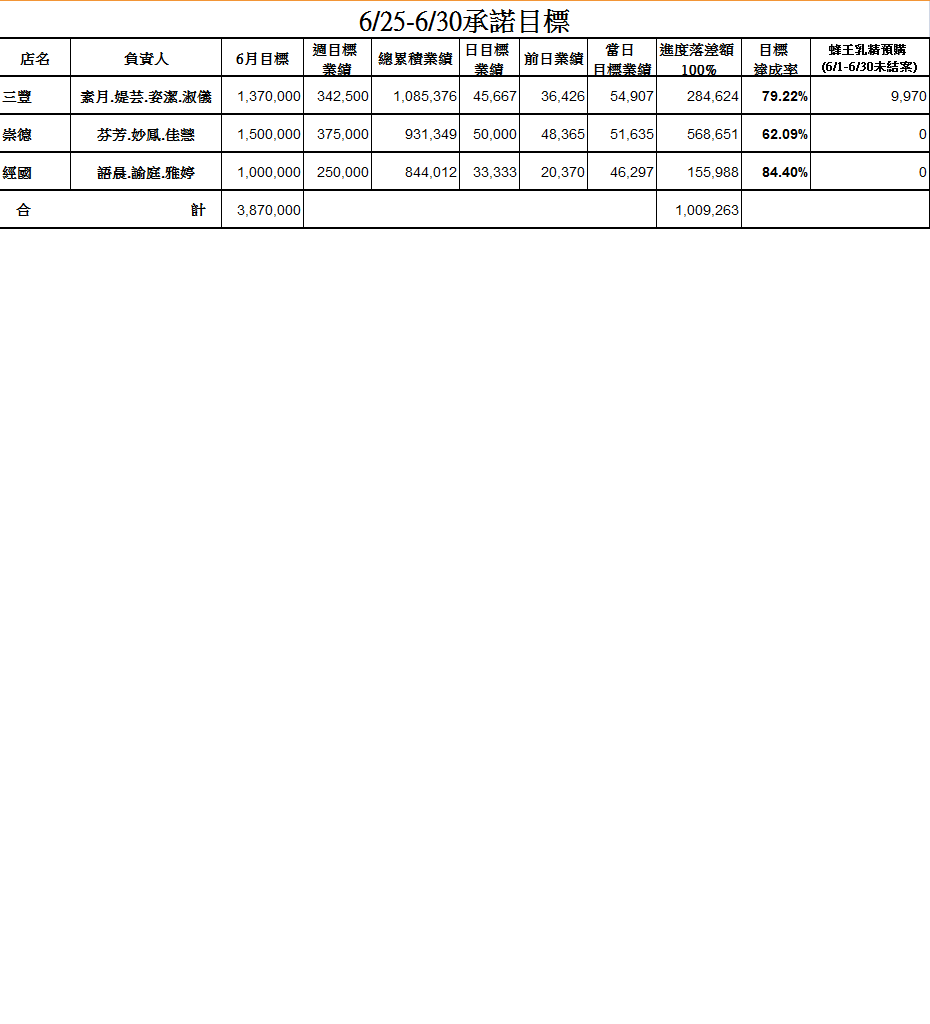 6/25-6/30承諾目標
店名 負責人 6月目標 週目標業績 總累積業績 日目標業績 前日業績 當日目標業績 進度落差額100% 目標達成率 蜂王乳精預購(6/1-6/30未結案)
三豐 素月.媞芸.姿潔.淑儀 1,370,000 342,500 1,085,376 45,667 36,426 54,907 284,624 79.22% 9,970
崇德 芬芳.妙鳳.佳慧 1,500,000 375,000 931,349 50,000 48,365 51,635 568,651 62.09% 0
經國 語晨.諭庭.雅婷 1,000,000 250,000 844,012 33,333 20,370 46,297 155,988 84.40% 0
合 計 3,870,000 1,009,263